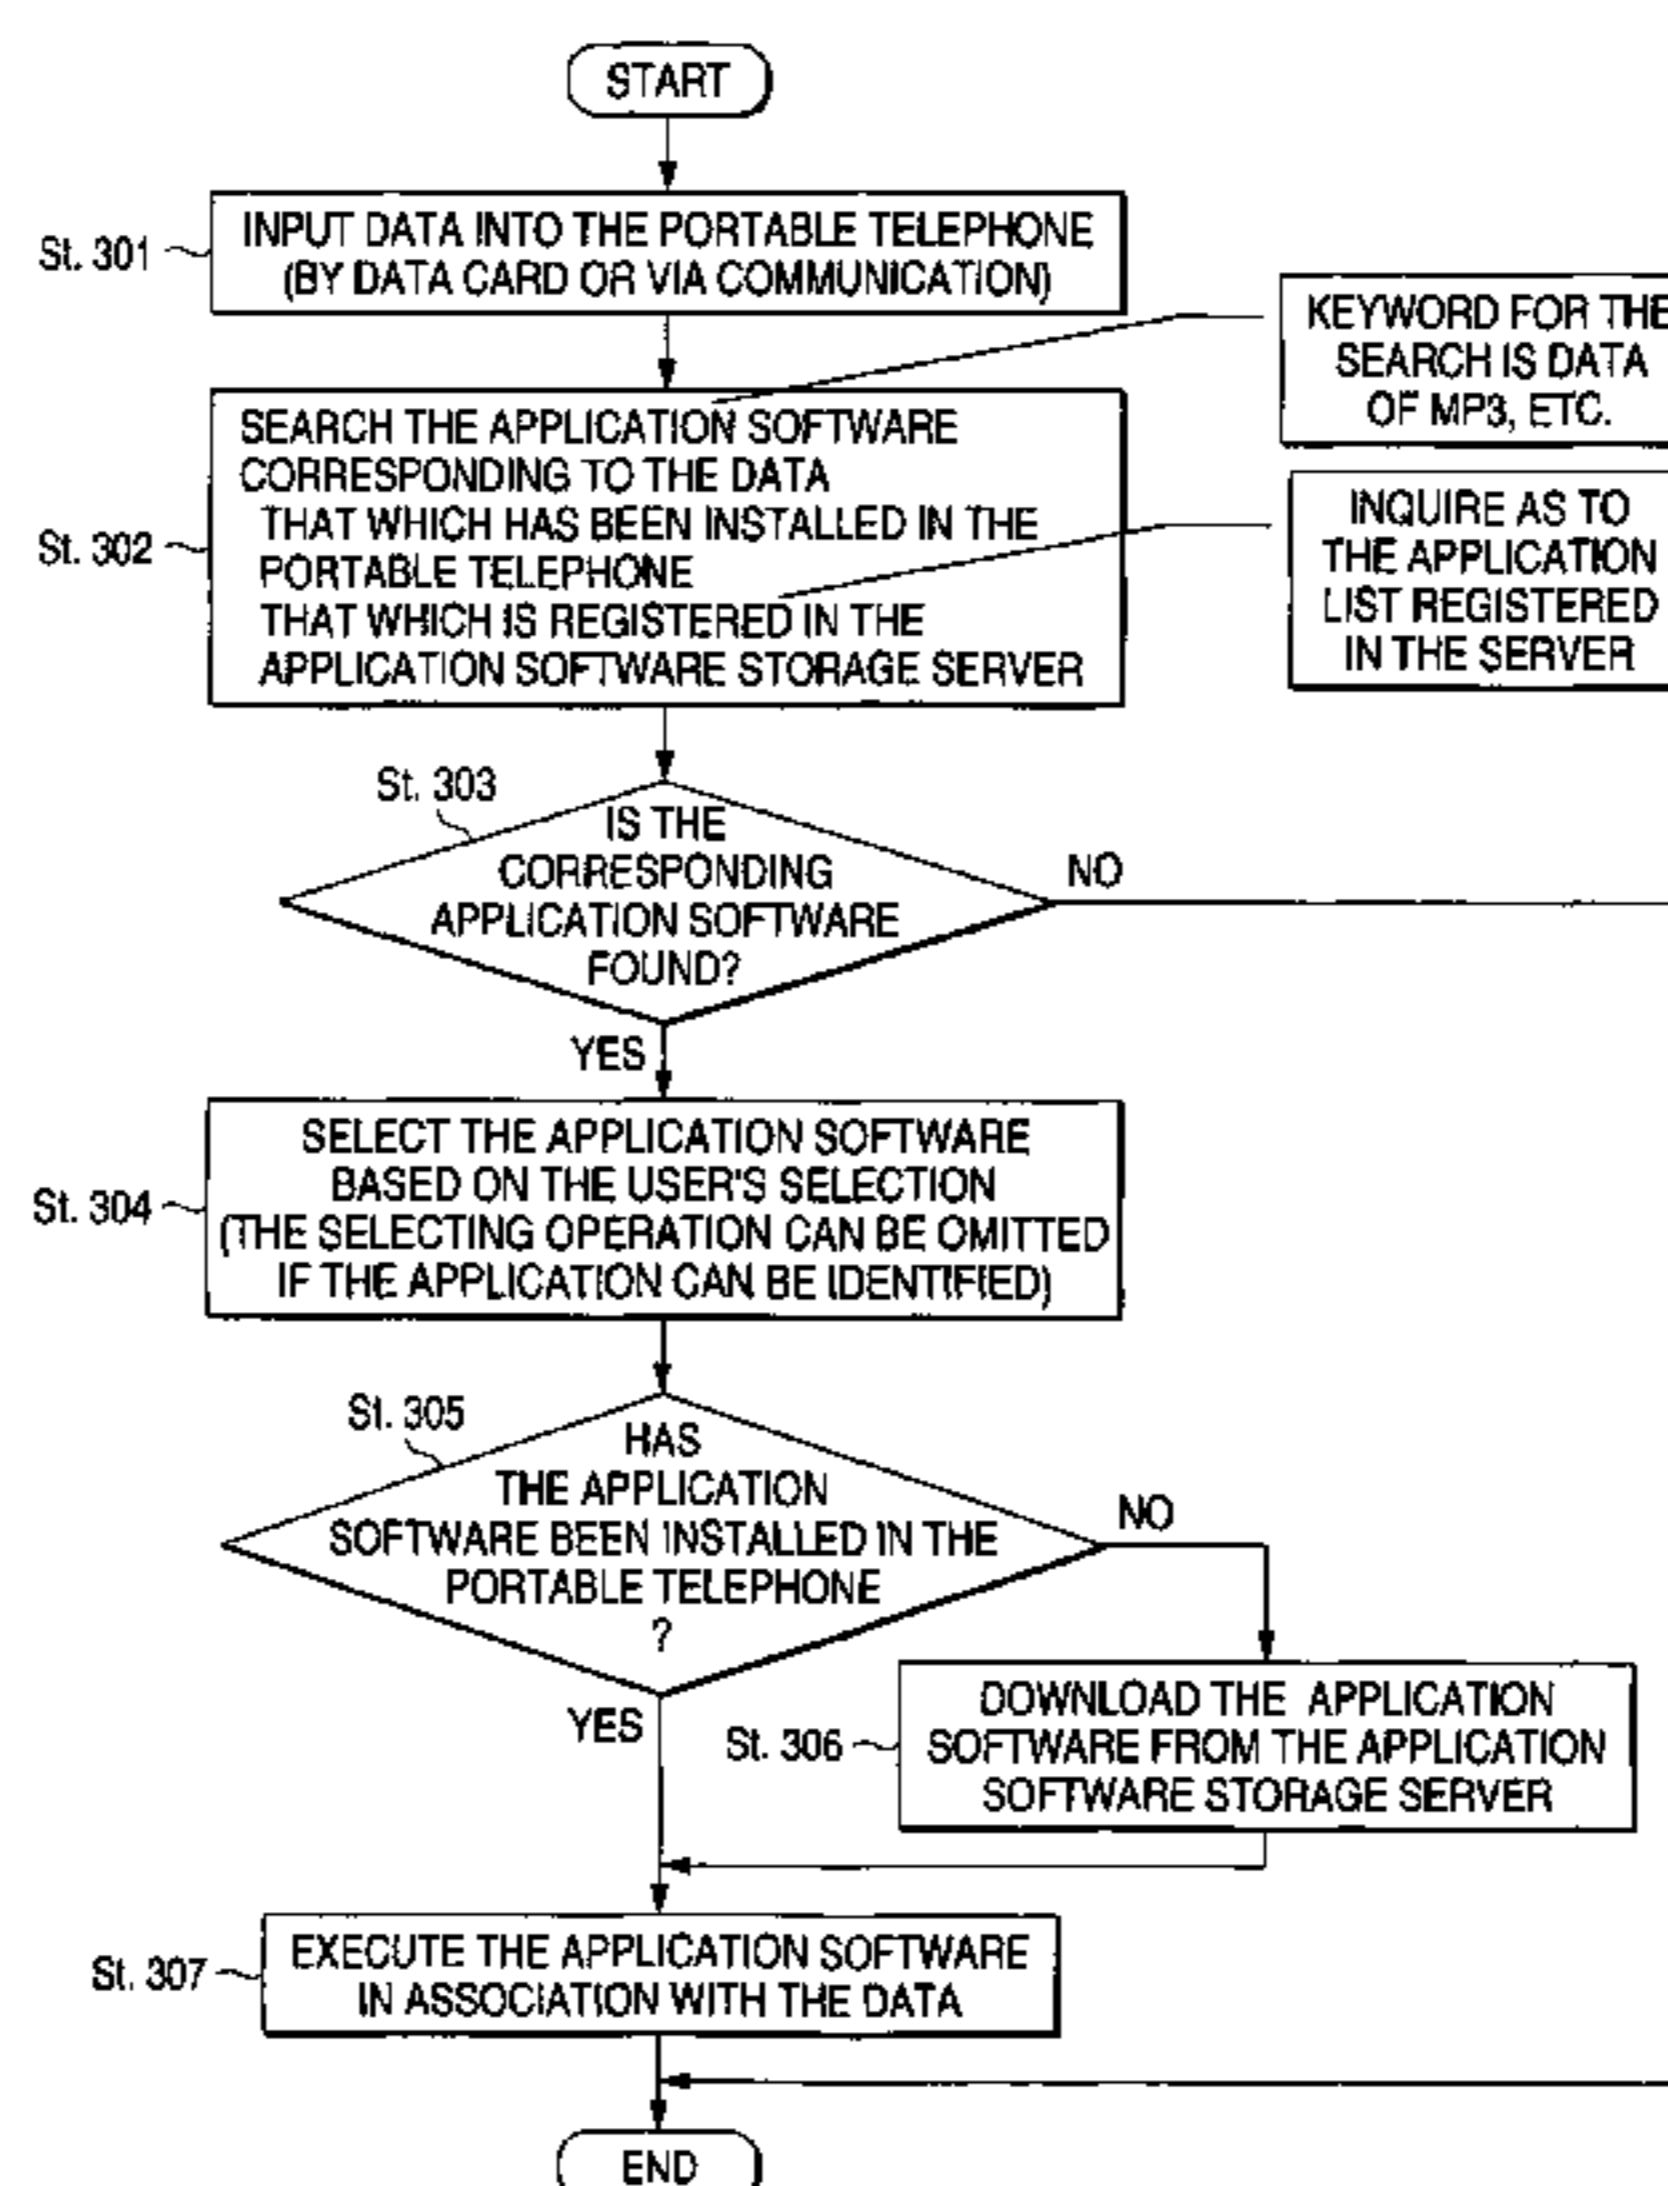 START
St. 301
INPUT DATA INTO THE PORTABLE TELEPHONE
(BY DATA CARD OR VIA COMMUNICATION)
KEYWORD FOR THE
SEARCH IS DATA
OF MP3, ETC.
St. 302
SEARCH THE APPLICATION SOFTWARE
CORRESPONDING TO THE DATA
THAT WHICH HAS BEEN INSTALLED IN THE
PORTABLE TELEPHONE
THAT WHICH IS REGISTERED IN THE
APPLICATION SOFTWARE STORAGE SERVER
INQUIRE AS TO
THE APPLICATION
LIST REGISTERED
IN THE SERVER
St. 303
IS THE
CORRESPONDING
APPLICATION SOFTWARE
FOUND?
NO
YES
St. 304
SELECT THE APPLICATION SOFTWARE
BASED ON THE USER'S SELECTION
(THE SELECTING OPERATION CAN BE OMITTED
IF THE APPLICATION CAN BE IDENTIFIED)
St. 305
HAS
THE APPLICATION
SOFTWARE BEEN INSTALLED IN THE
PORTABLE TELEPHONE
?
NO
YES
St. 306
DOWNLOAD THE APPLICATION
SOFTWARE FROM THE APPLICATION
SOFTWARE STORAGE SERVER
St. 307
EXECUTE THE APPLICATION SOFTWARE
IN ASSOCIATION WITH THE DATA
END